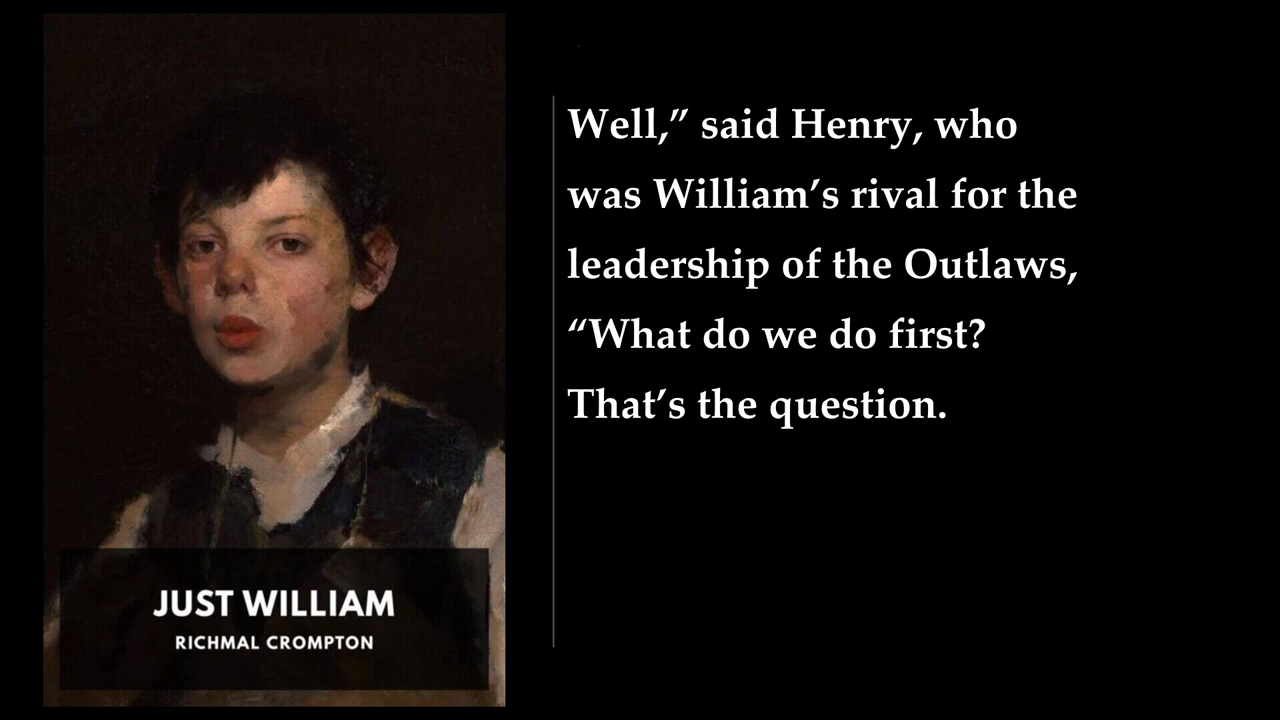 JUST WILLIAM
RICHMAL CROMPTON
Well,” said Henry, who
was William’s rival for the
leadership of the Outlaws,
“What do we do first?
That’s the question.